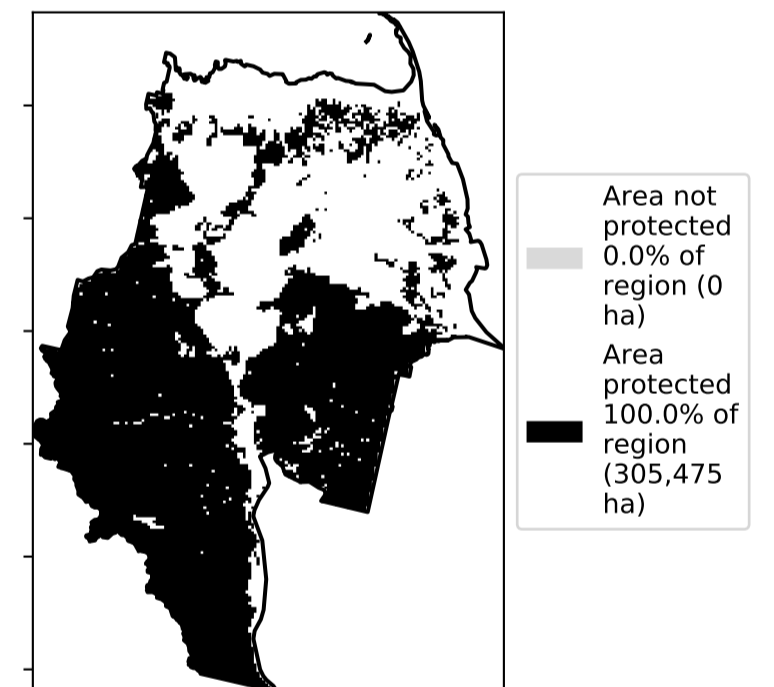 Area not
protected
0.0% of
region (0
ha)
Area
protected
100.0% of
region
(305,475
ha)